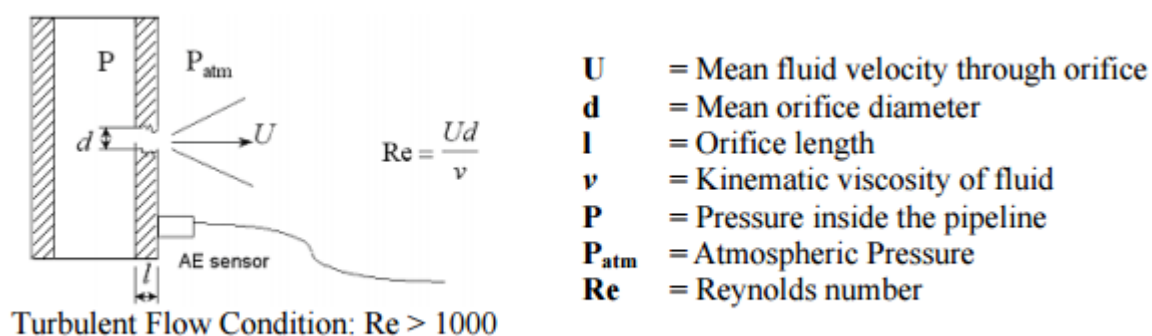 P P_atm
d U
Re = Ud / ν
AE sensor
l
Turbulent Flow Condition: Re > 1000
U = Mean fluid velocity through orifice
d = Mean orifice diameter
l = Orifice length
ν = Kinematic viscosity of fluid
P = Pressure inside the pipeline
P_atm = Atmospheric Pressure
Re = Reynolds number